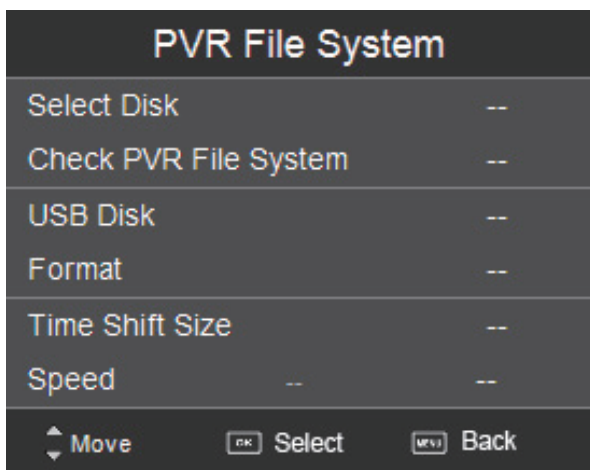 PVR File System
Select Disk --
Check PVR File System --
USB Disk --
Format --
Time Shift Size --
Speed -- --
Move OK Select MENU Back